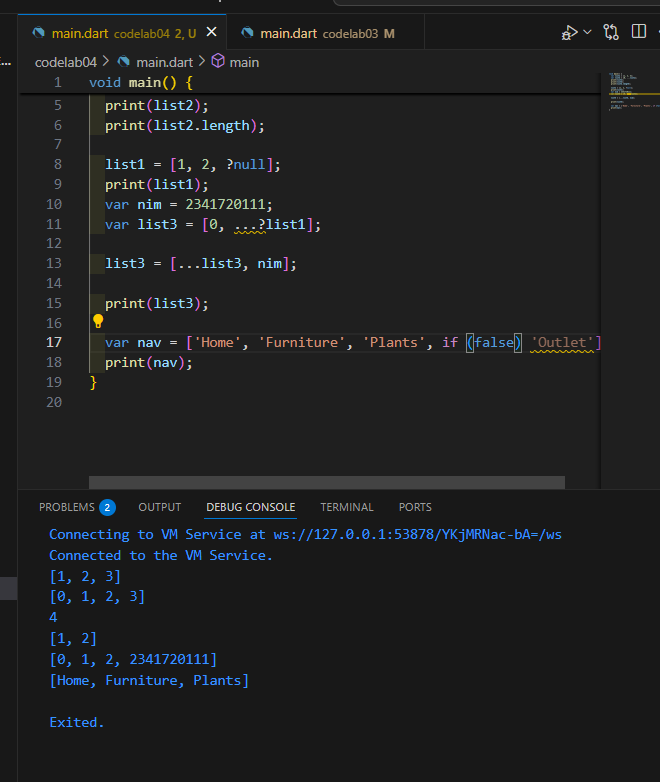 main.dart codelab04 2, U
main.dart codelab03 M
codelab04 > main.dart > main
1 void main() {
5 print(list2);
6 print(list2.length);
7
8 list1 = [1, 2, ?null];
9 print(list1);
10 var nim = 2341720111;
11 var list3 = [0, ...?list1];
12
13 list3 = [...list3, nim];
14
15 print(list3);
16
17 var nav = ['Home', 'Furniture', 'Plants', if (false) 'Outlet']
18 print(nav);
19 }
20
PROBLEMS 2 OUTPUT DEBUG CONSOLE TERMINAL PORTS
Connecting to VM Service at ws://127.0.0.1:53878/YKjMRNac-bA=/ws
Connected to the VM Service.
[1, 2, 3]
[0, 1, 2, 3]
4
[1, 2]
[0, 1, 2, 2341720111]
[Home, Furniture, Plants]
Exited.